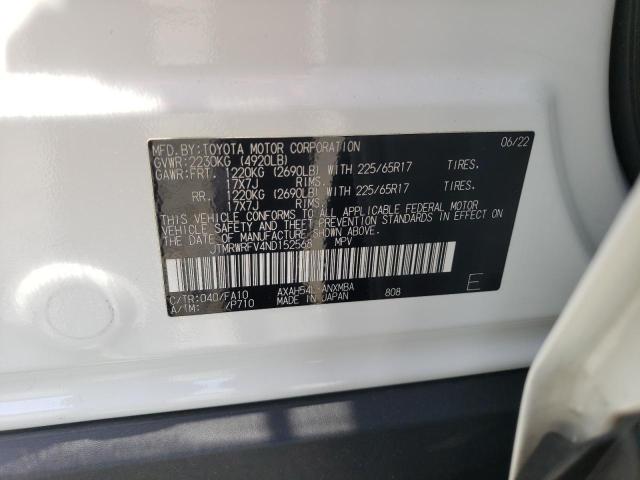 MFD. BY: TOYOTA MOTOR CORPORATION 06/22
GVWR: 2230KG (4920LB)
GAWR: FRT. 1220KG (2690LB) WITH 225/65R17 TIRES.
17X7J RIMS.
RR. 1220KG (2690LB) WITH 225/65R17 TIRES.
17X7J RIMS.
THIS VEHICLE CONFORMS TO ALL APPLICABLE FEDERAL MOTOR
VEHICLE SAFETY AND THEFT PREVENTION STANDARDS IN EFFECT
ON THE DATE OF MANUFACTURE SHOWN ABOVE.
JTMRWRFV4ND152568 MPV
C/TR: 040/FA10 AXAH54L-ANXMBA 808 E
A/TM: /P710 MADE IN JAPAN